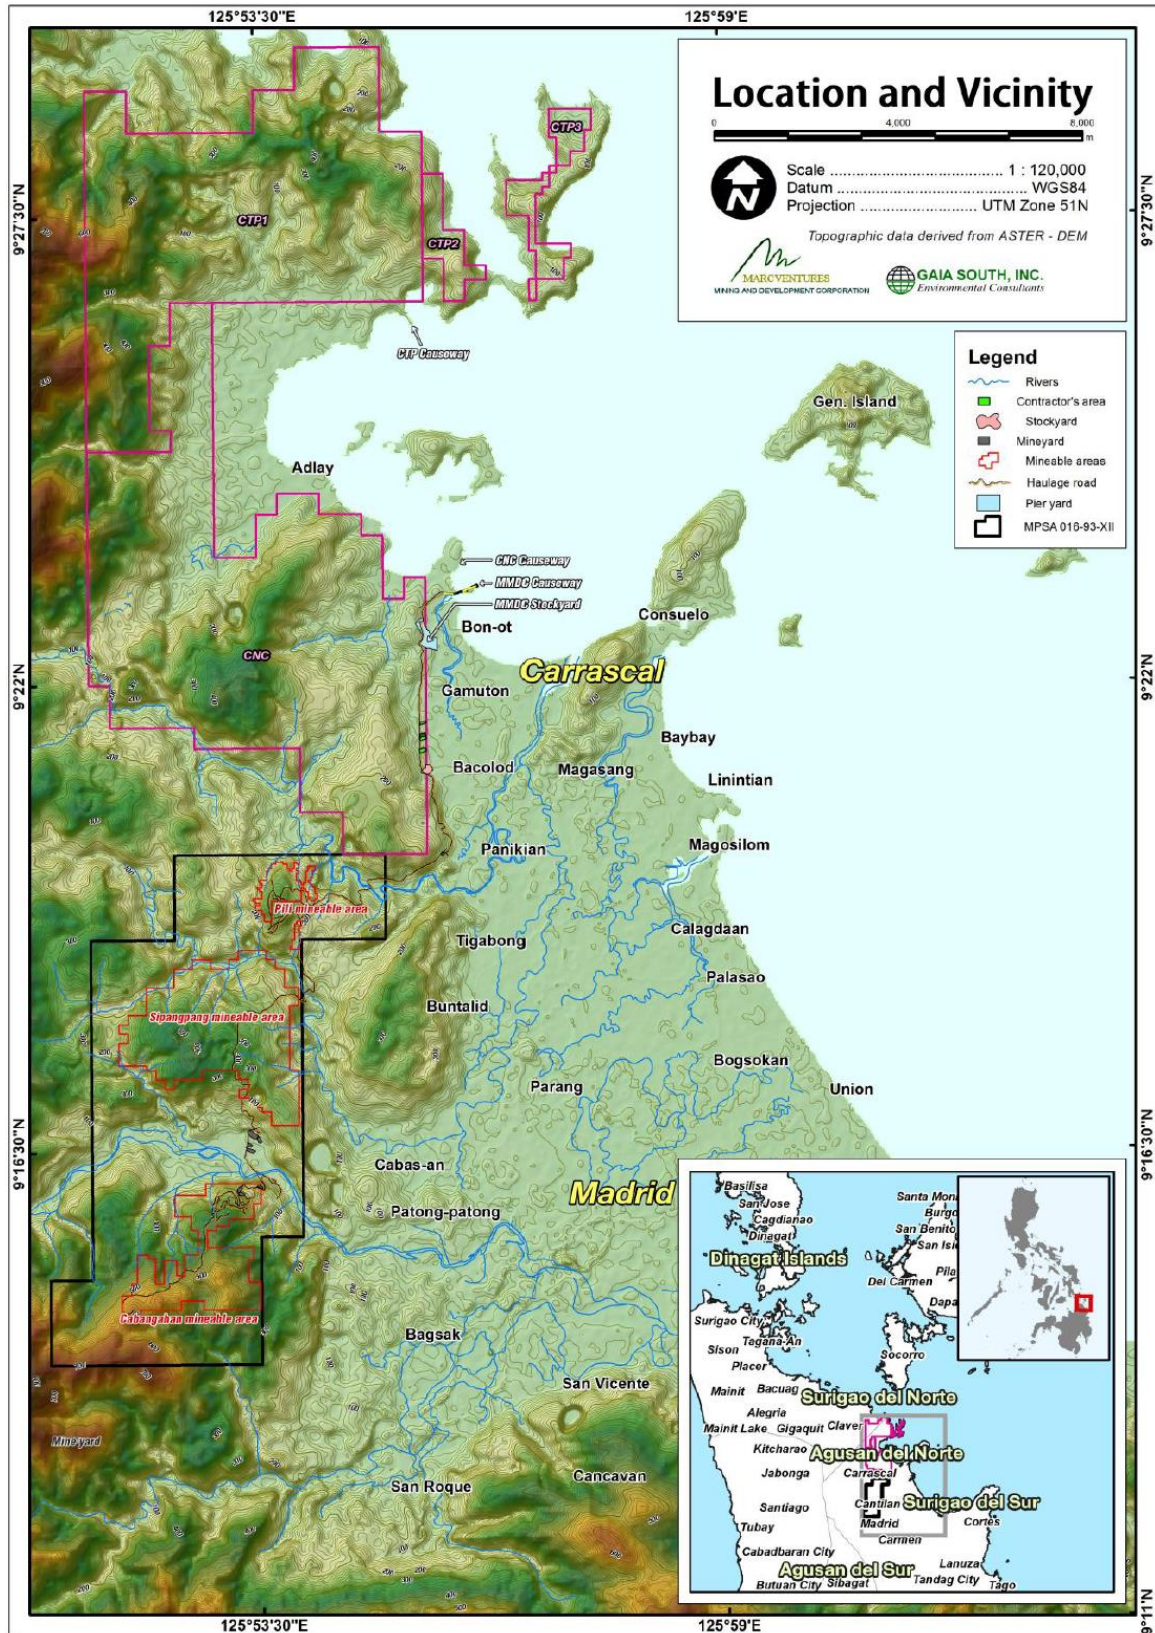 125°53'30"E
125°59'E
Location and Vicinity
0 4,000 8,000
m
N
Scale ........................................ 1 : 120,000
Datum ........................................ WGS84
Projection .............................. UTM Zone 51N
Topographic data derived from ASTER - DEM
MARCVENTURES
MINING AND DEVELOPMENT CORPORATION
GAIA SOUTH, INC.
Environmental Consultants
Legend
Rivers
Contractor's area
Stockyard
Mineyard
Mineable areas
Haulage road
Pier yard
MPSA 016-93-XII
9°27'30"N
9°27'30"N
CTP3
CTP1
CTP2
CTP Causeway
Gen. Island
Adlay
CNC Causeway
MMDC Causeway
MMDC Stockyard
Consuelo
Bon-ot
CNC
Carrascal
9°22'N
9°22'N
Gamuton
Baybay
Bacolod
Magasang
Linintian
Panikian
Magosilom
Pili mineable area
Tigabong
Calagdaan
Palasao
Buntalid
Sipangpang mineable area
Bogsokan
Parang
Union
9°16'30"N
9°16'30"N
Cabas-an
Madrid
Patong-patong
Cabangahan mineable area
Bagsak
San Vicente
Mineyard
Cancavan
San Roque
Basilisa
San Jose
Cagdianao
Dinagat
Dinagat Islands
Santa Moni
Burgo
San Benito
San Isi
Pila
Del Carmen
Dapa
Surigao City
Tagana-An
Sison
Placer
Socorro
Mainit
Bacuag
Surigao del Norte
Alegria
Mainit Lake
Gigaquit
Claver
Kitcharao
Agusan del Norte
Jabonga
Carrascal
Santiago
Cantilan
Surigao del Sur
Tubay
Madrid
Cortes
Carmen
Cabadbaran City
Lanuza
Agusan del Sur
Butuan City
Sibagat
Tandag City
Tago
9°11'N
125°53'30"E
125°59'E